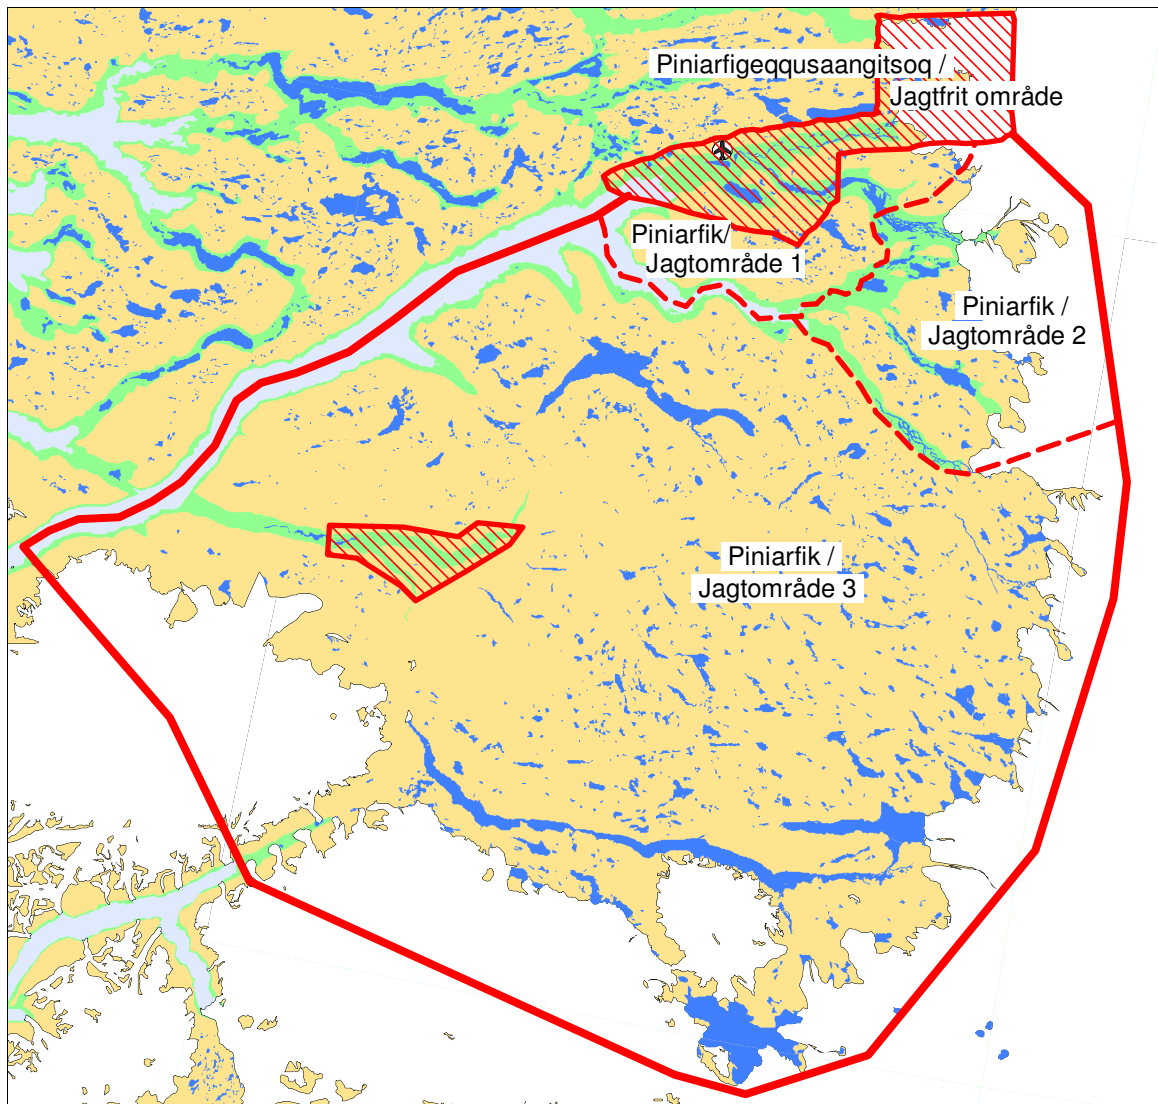 Piniarfigeqqusaangitsoq /
Jagtfrit område
Piniarfik/
Jagtområde 1
Piniarfik /
Jagtområde 2
Piniarfik /
Jagtområde 3